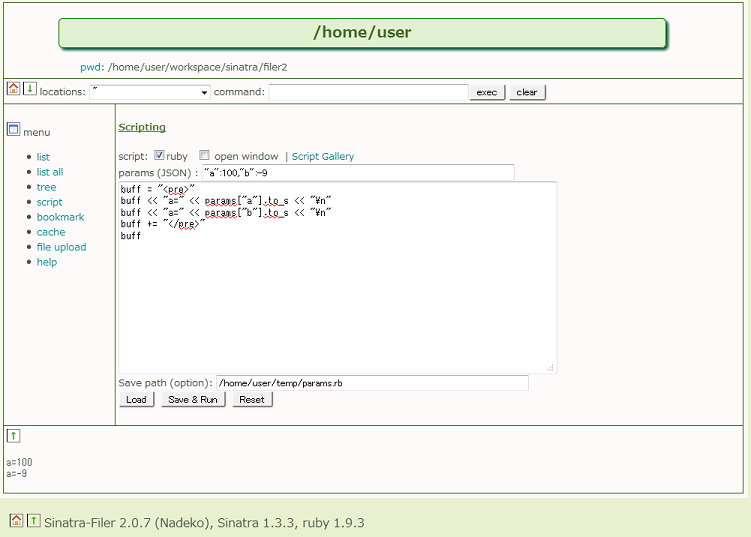 /home/user
pwd: /home/user/workspace/sinatra/filer2
locations: ~ command: exec clear
menu
list
list all
tree
script
bookmark
cache
file upload
help
Scripting
script: ruby open window | Script Gallery
params (JSON) : "a":100,"b":-9
buff = "<pre>"
buff << "a=" << params["a"].to_s << "¥n"
buff << "a=" << params["b"].to_s << "¥n"
buff += "</pre>"
buff
Save path (option): /home/user/temp/params.rb
Load Save & Run Reset
a=100
a=-9
Sinatra-Filer 2.0.7 (Nadeko), Sinatra 1.3.3, ruby 1.9.3